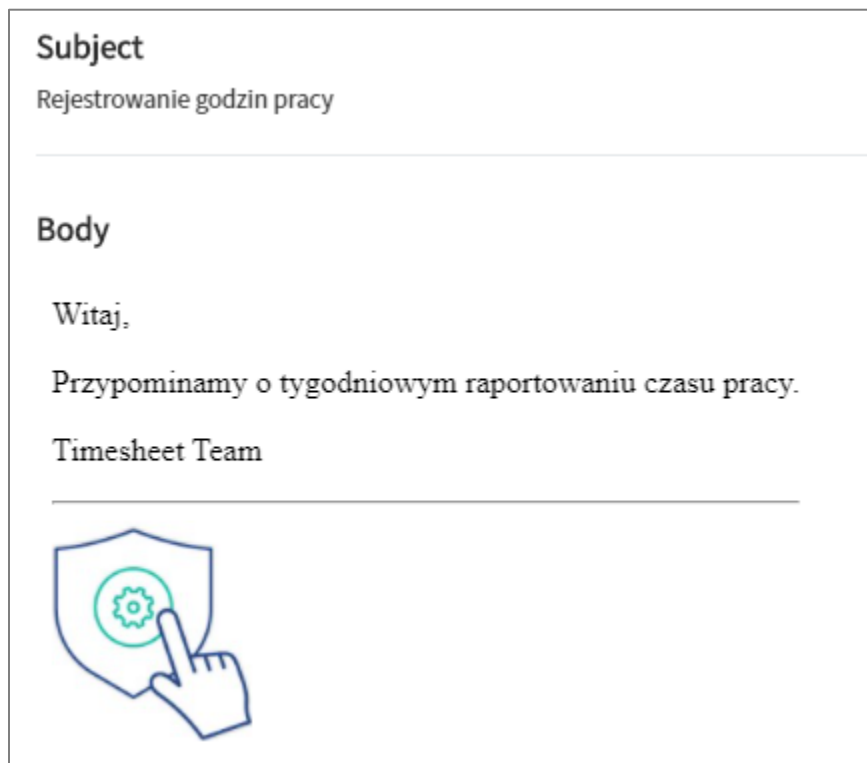 Subject
Rejestrowanie godzin pracy
Body
Witaj,
Przypominamy o tygodniowym raportowaniu czasu pracy.
Timesheet Team